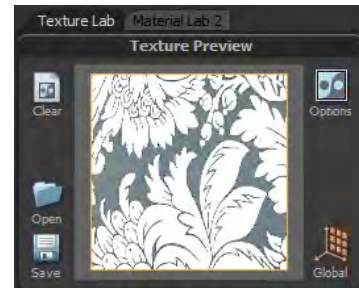 Texture Lab Material Lab 2
Texture Preview
Clear
Options
Open
Save
Global